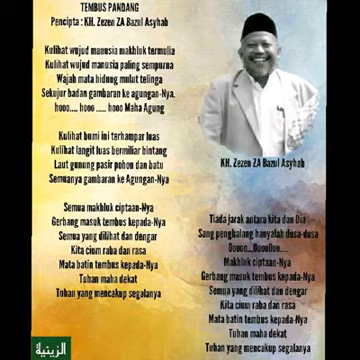 TEMBUS PANDANG
Pencipta : KH. Zezen ZA Bazul Asyhab
Kulihat wujud manusia makhluk termulia
Kulihat wujud manusia paling sempurna
Wajah mata hidung mulut telinga
Sekujur badan gambaran ke agungan-Nya.
hooo..... hooo ...... hooo Maha Agung
Kulihat bumi ini terhampar luas
Kulihat langit luas bermiliar bintang
Laut gunung pasir pohon dan batu
Semuanya gambaran ke Agungan-Nya
Semua makhluk ciptaan-Nya
Gerbang masuk tembus kepada-Nya
Semua yang dilihat dan dengar
Kita cium raba dan rasa
Mata batin tembus kepada-Nya
Tuhan maha dekat
Tuhan yang mencakup segalanya
KH. Zezen ZA Bazul Asyhab
Tiada jarak antara kita dan Dia
Sang penghalang hanyalah dosa-dosa
Ooooo...OoooOoo....
Makhluk ciptaan-Nya
Gerbang masuk tembus kepada-Nya
Semua yang dilihat dan dengar
Kita cium raba dan rasa
Mata batin tembus kepada-Nya
Tuhan maha dekat
Tuhan yang mencakup segalanya
الزينية